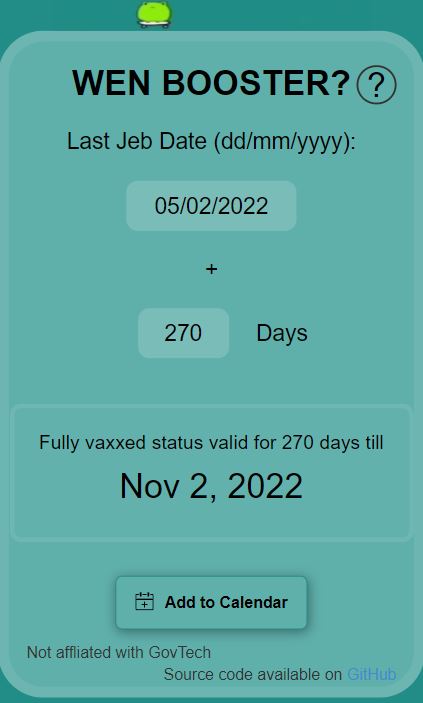 WEN BOOSTER? ?
Last Jeb Date (dd/mm/yyyy):
05/02/2022
+
270 Days
Fully vaxxed status valid for 270 days till
Nov 2, 2022
Add to Calendar
Not affliated with GovTech
Source code available on GitHub